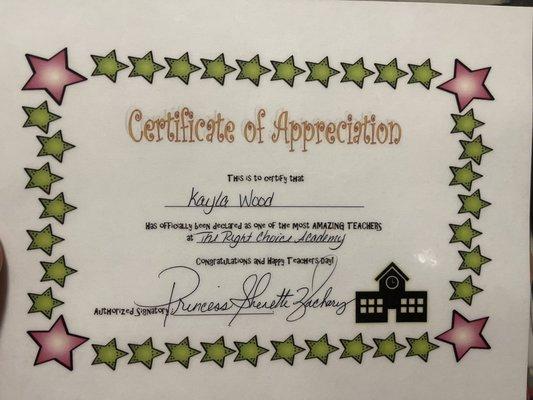 Certificate of Appreciation
This is to certify that
Kayla Wood
Has officially been declared as one of the most AMAZING TEACHERS
at The Right Choice Academy
Congratulations and Happy Teachers Day!
Authorized Signatory Princess Sherette Zachary